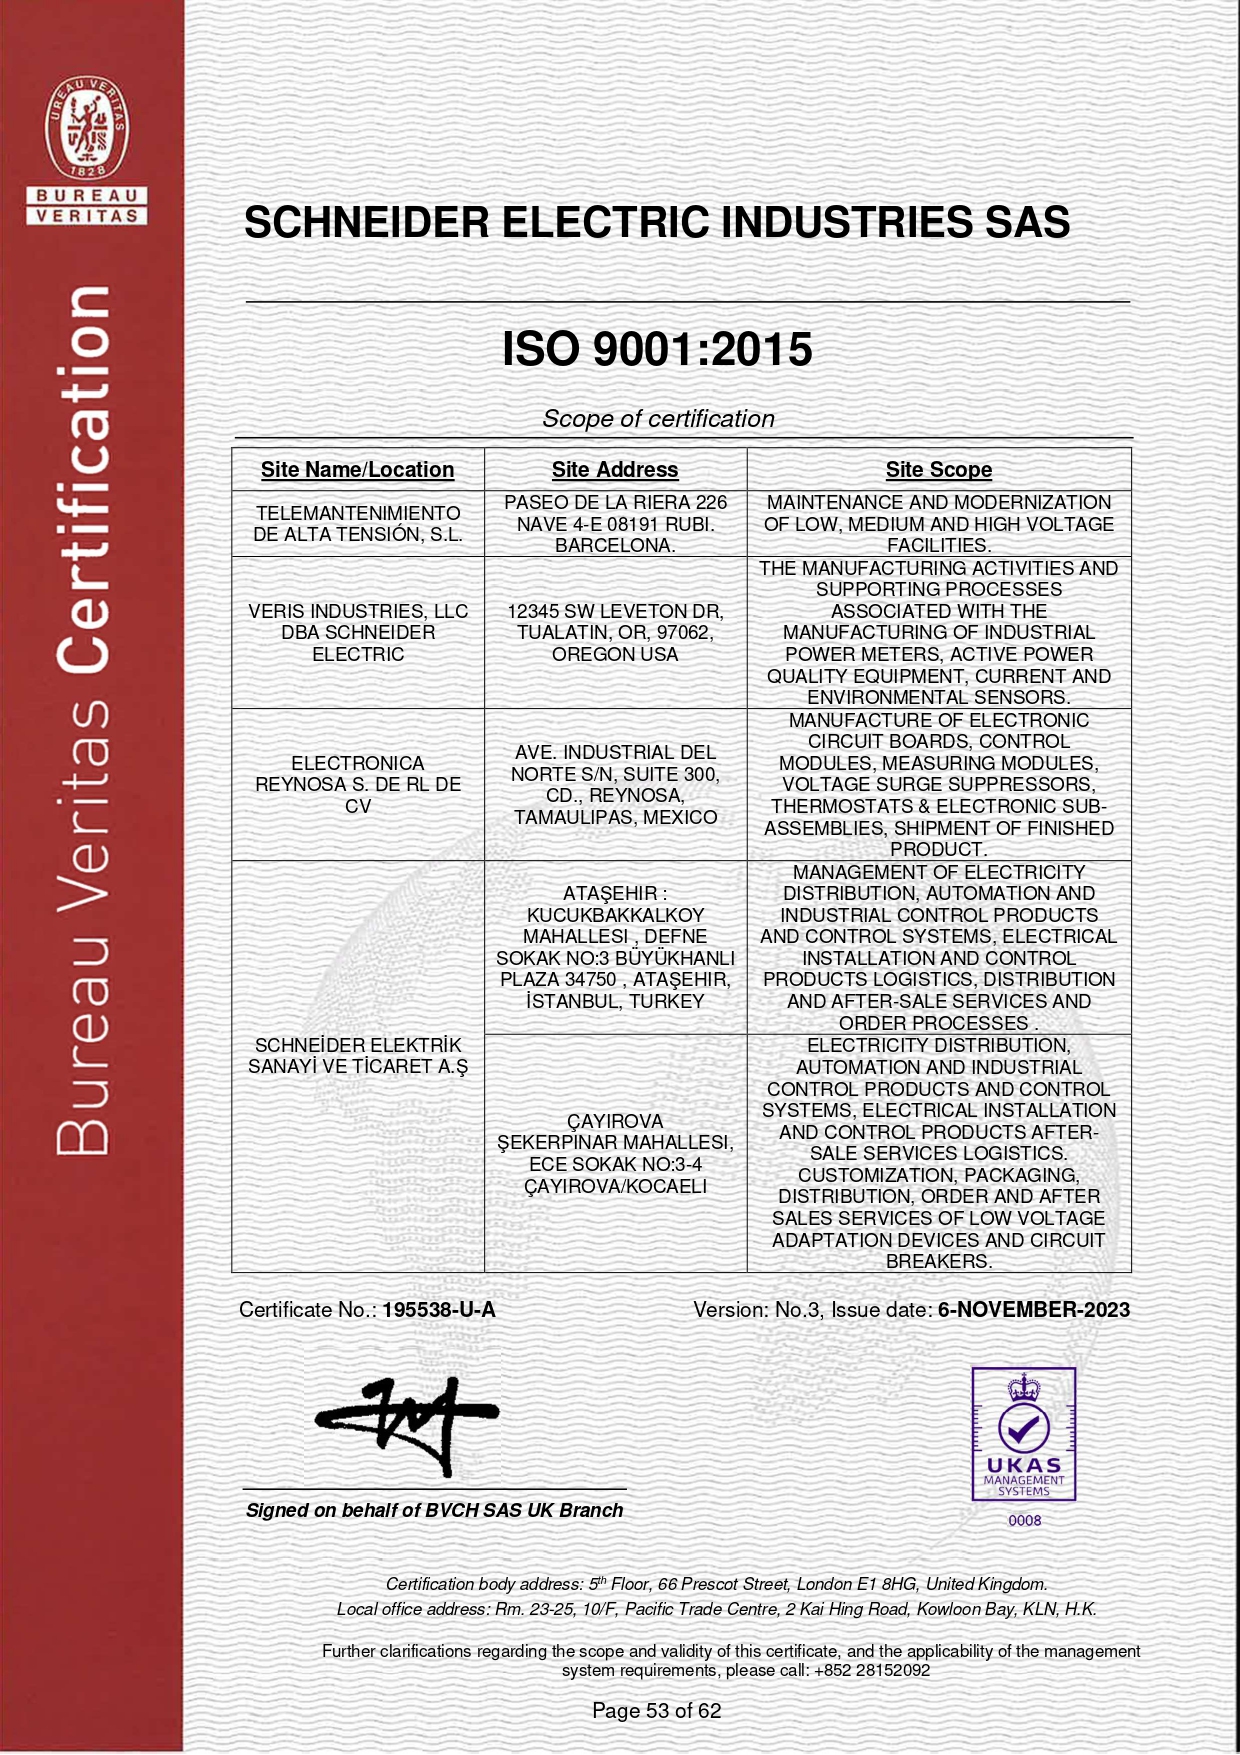 BUREAU VERITAS
1828
BUREAU
VERITAS
Bureau Veritas Certification
SCHNEIDER ELECTRIC INDUSTRIES SAS
ISO 9001:2015
Scope of certification
Site Name/Location
Site Address
Site Scope
TELEMANTENIMIENTO
DE ALTA TENSIÓN, S.L.
PASEO DE LA RIERA 226
NAVE 4-E 08191 RUBI.
BARCELONA.
MAINTENANCE AND MODERNIZATION
OF LOW, MEDIUM AND HIGH VOLTAGE
FACILITIES.
VERIS INDUSTRIES, LLC
DBA SCHNEIDER
ELECTRIC
12345 SW LEVETON DR,
TUALATIN, OR, 97062,
OREGON USA
THE MANUFACTURING ACTIVITIES AND
SUPPORTING PROCESSES
ASSOCIATED WITH THE
MANUFACTURING OF INDUSTRIAL
POWER METERS, ACTIVE POWER
QUALITY EQUIPMENT, CURRENT AND
ENVIRONMENTAL SENSORS.
ELECTRONICA
REYNOSA S. DE RL DE
CV
AVE. INDUSTRIAL DEL
NORTE S/N, SUITE 300,
CD., REYNOSA,
TAMAULIPAS, MEXICO
MANUFACTURE OF ELECTRONIC
CIRCUIT BOARDS, CONTROL
MODULES, MEASURING MODULES,
VOLTAGE SURGE SUPPRESSORS,
THERMOSTATS & ELECTRONIC SUB-
ASSEMBLIES, SHIPMENT OF FINISHED
PRODUCT.
SCHNEİDER ELEKTRİK
SANAYİ VE TİCARET A.Ş
ATAŞEHIR :
KUCUKBAKKALKOY
MAHALLESI , DEFNE
SOKAK NO:3 BÜYÜKHANLI
PLAZA 34750 , ATAŞEHIR,
İSTANBUL, TURKEY
MANAGEMENT OF ELECTRICITY
DISTRIBUTION, AUTOMATION AND
INDUSTRIAL CONTROL PRODUCTS
AND CONTROL SYSTEMS, ELECTRICAL
INSTALLATION AND CONTROL
PRODUCTS LOGISTICS, DISTRIBUTION
AND AFTER-SALE SERVICES AND
ORDER PROCESSES .
ÇAYIROVA
ŞEKERPINAR MAHALLESI,
ECE SOKAK NO:3-4
ÇAYIROVA/KOCAELI
ELECTRICITY DISTRIBUTION,
AUTOMATION AND INDUSTRIAL
CONTROL PRODUCTS AND CONTROL
SYSTEMS, ELECTRICAL INSTALLATION
AND CONTROL PRODUCTS AFTER-
SALE SERVICES LOGISTICS.
CUSTOMIZATION, PACKAGING,
DISTRIBUTION, ORDER AND AFTER
SALES SERVICES OF LOW VOLTAGE
ADAPTATION DEVICES AND CIRCUIT
BREAKERS.
Certificate No.: 195538-U-A
Version: No.3, Issue date: 6-NOVEMBER-2023
Signed on behalf of BVCH SAS UK Branch
UKAS
MANAGEMENT
SYSTEMS
0008
Certification body address: 5th Floor, 66 Prescot Street, London E1 8HG, United Kingdom.
Local office address: Rm. 23-25, 10/F, Pacific Trade Centre, 2 Kai Hing Road, Kowloon Bay, KLN, H.K.
Further clarifications regarding the scope and validity of this certificate, and the applicability of the management
system requirements, please call: +852 28152092
Page 53 of 62